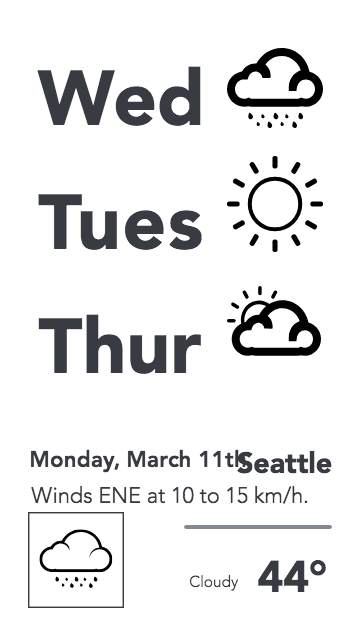 Wed
Tues
Thur
Monday, March 11th
Seattle
Winds ENE at 10 to 15 km/h.
Cloudy 44°